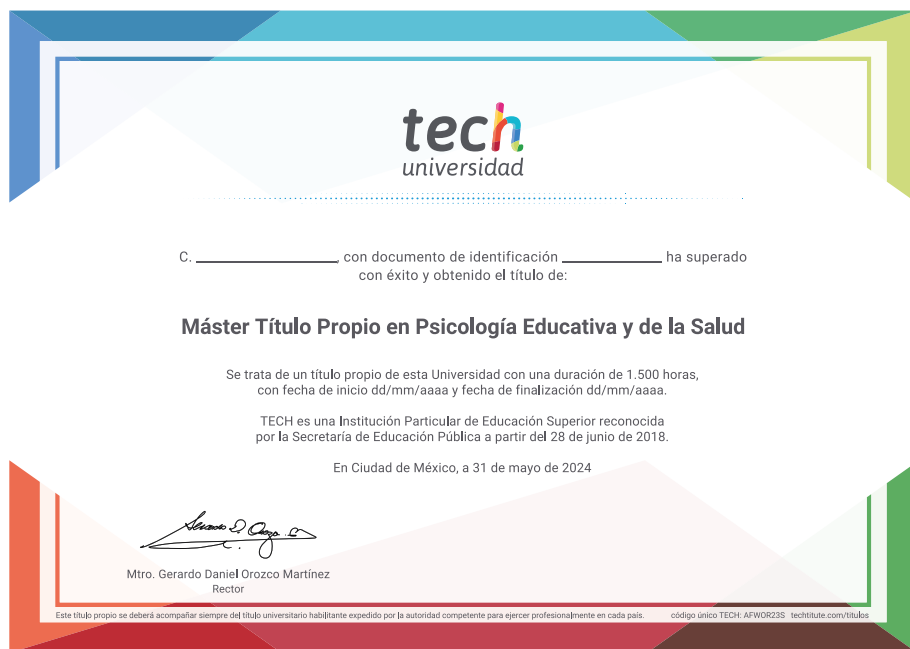 tech
universidad
C. ____________, con documento de identificación ____________ ha superado
con éxito y obtenido el título de:
Máster Título Propio en Psicología Educativa y de la Salud
Se trata de un título propio de esta Universidad con una duración de 1.500 horas,
con fecha de inicio dd/mm/aaaa y fecha de finalización dd/mm/aaaa.
TECH es una Institución Particular de Educación Superior reconocida
por la Secretaría de Educación Pública a partir del 28 de junio de 2018.
En Ciudad de México, a 31 de mayo de 2024
Mtro. Gerardo Daniel Orozco Martínez
Rector
Este título propio se deberá acompañar siempre del título universitario habilitante expedido por la autoridad competente para ejercer profesionalmente en cada país. código único TECH: AFWOR23S techtitute.com/titulos